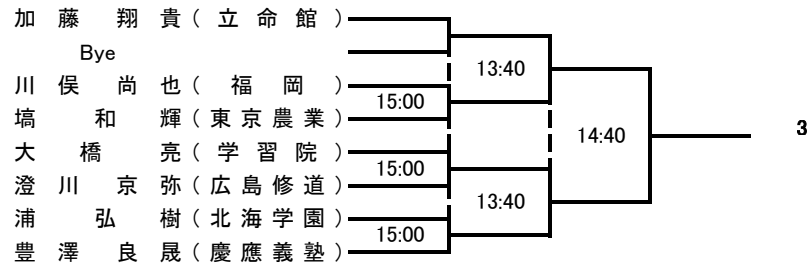 加藤翔貴(立命館)
Bye
13:40
川俣尚也(福岡)
15:00
塙和輝(東京農業)
14:40
3
大橋亮(学習院)
15:00
澄川京弥(広島修道)
13:40
浦弘樹(北海学園)
15:00
豊澤良晟(慶應義塾)